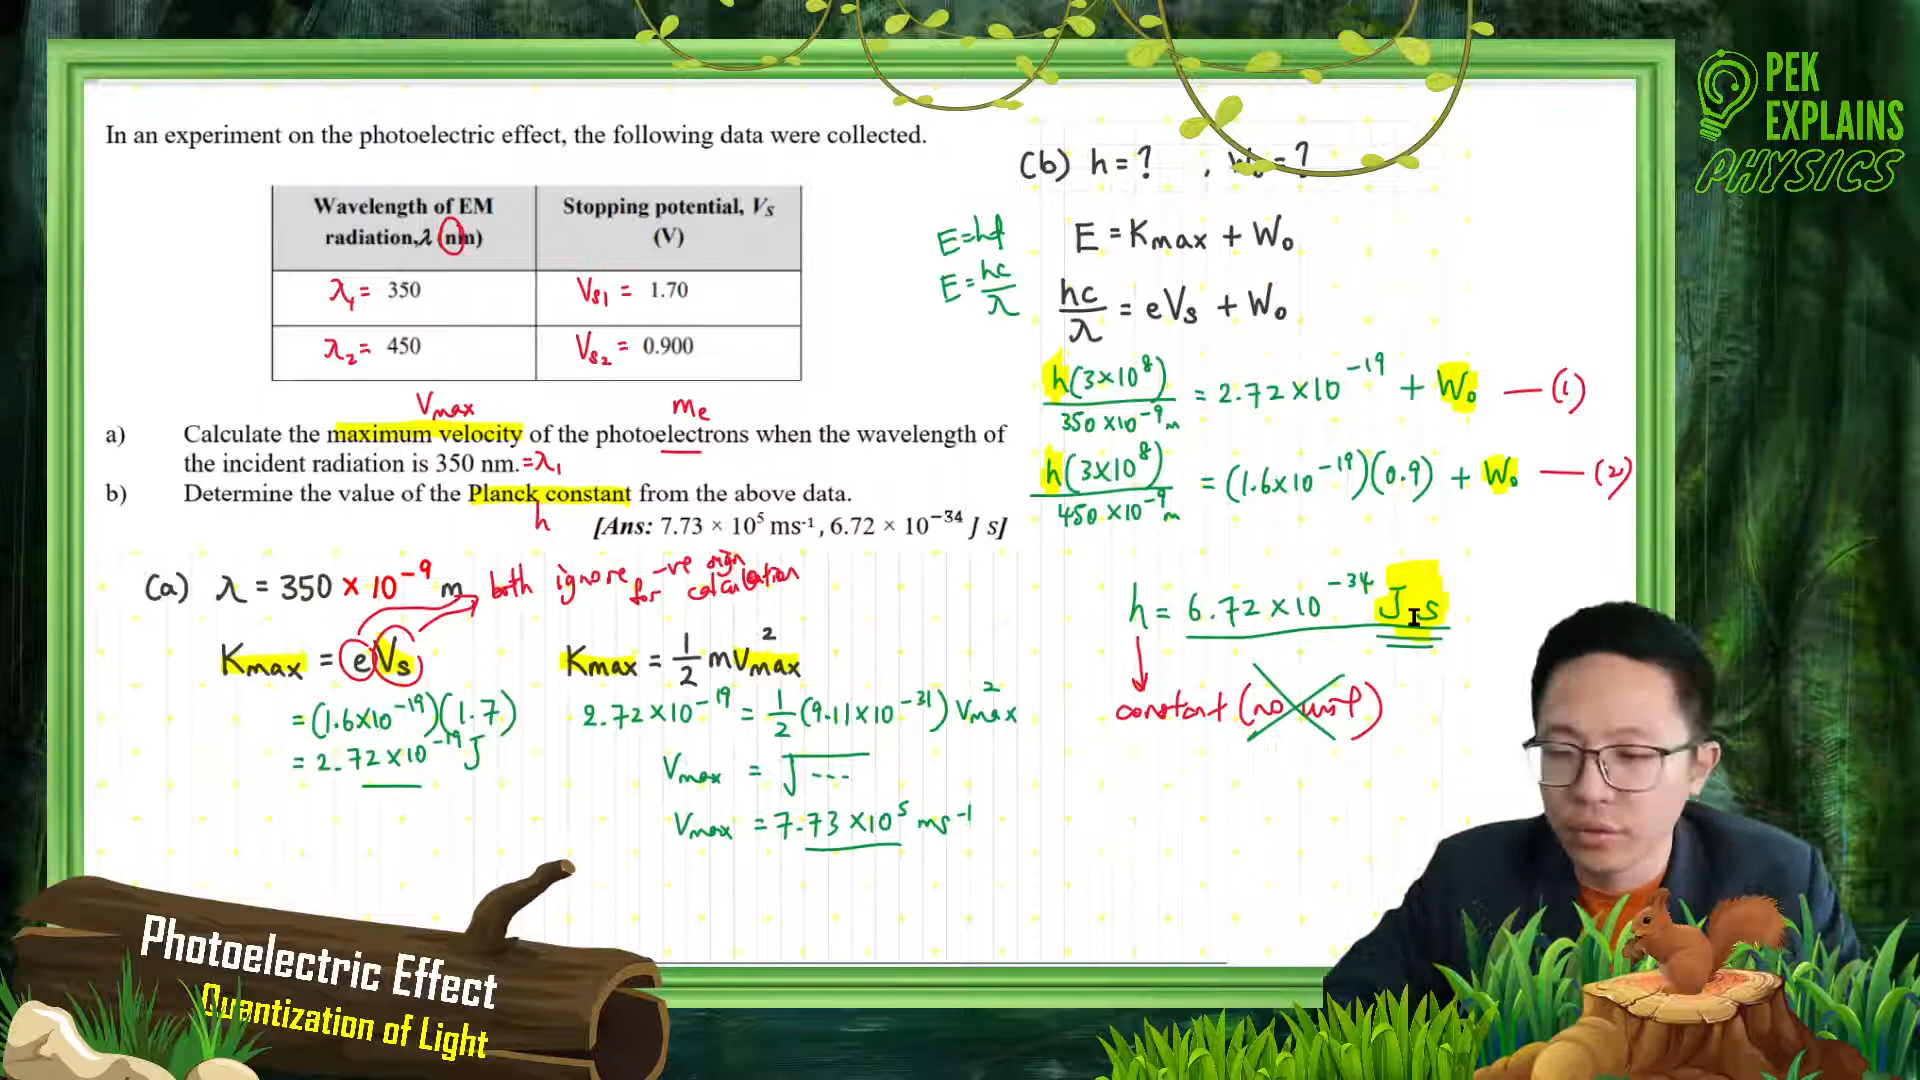 PEK
EXPLAINS
PHYSICS
In an experiment on the photoelectric effect, the following data were collected.
Wavelength of EM radiation, λ (nm)
Stopping potential, Vs (V)
λ₁ = 350
Vs₁ = 1.70
λ₂ = 450
Vs₂ = 0.900
Vmax
me
a) Calculate the maximum velocity of the photoelectrons when the wavelength of
the incident radiation is 350 nm. = λ₁
b) Determine the value of the Planck constant from the above data.
h
[Ans: 7.73 × 10⁵ ms⁻¹, 6.72 × 10⁻³⁴ J s]
(a) λ = 350 × 10⁻⁹ m
both ignore -ve sign
for calculation
Kmax = eVs
= (1.6×10⁻¹⁹)(1.7)
= 2.72 × 10⁻¹⁹ J
Kmax = 1/2 mVmax²
2.72 × 10⁻¹⁹ = 1/2 (9.11 × 10⁻³¹) Vmax²
Vmax = √ ...
Vmax = 7.73 × 10⁵ ms⁻¹
(b) h = ? , W₀ = ?
E = hf
E = hc/λ
E = Kmax + W₀
hc/λ = eVs + W₀
h(3×10⁸)/350×10⁻⁹ m = 2.72 × 10⁻¹⁹ + W₀ — (1)
h(3×10⁸)/450×10⁻⁹ m = (1.6×10⁻¹⁹)(0.9) + W₀ — (2)
h = 6.72 × 10⁻³⁴ J s
constant (no unit)
Photoelectric Effect
Quantization of Light